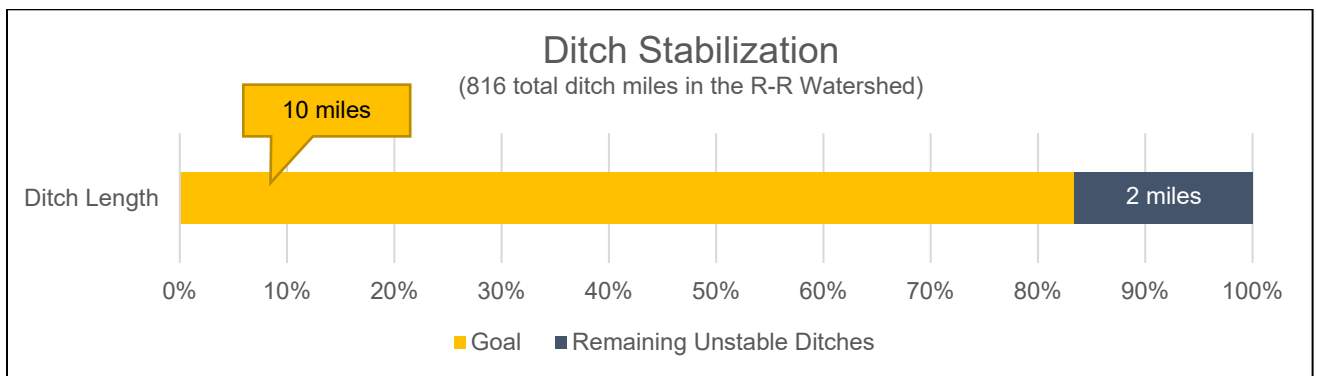 Ditch Stabilization
(816 total ditch miles in the R-R Watershed)
10 miles
Ditch Length
2 miles
0% 10% 20% 30% 40% 50% 60% 70% 80% 90% 100%
Goal Remaining Unstable Ditches